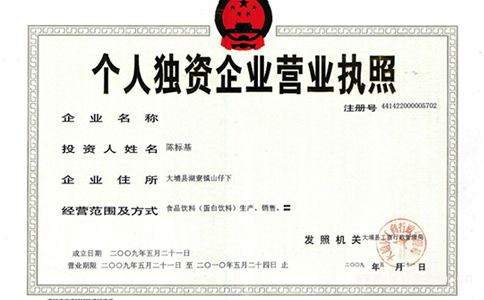 个人独资企业营业执照
注册号 441422000005702
企业名称
投资人姓名 陈标基
企业住所 大埔县湖寮镇山仔下
经营范围及方式 食品饮料（蛋白饮料）生产、销售。
发照机关 大埔县工商行政管理局
成立日期 二〇〇九年五月二十一日
营业期限 二〇〇九年五月二十一日 至 二〇一〇年五月二十四日 止
二〇〇九 年 五 月 日